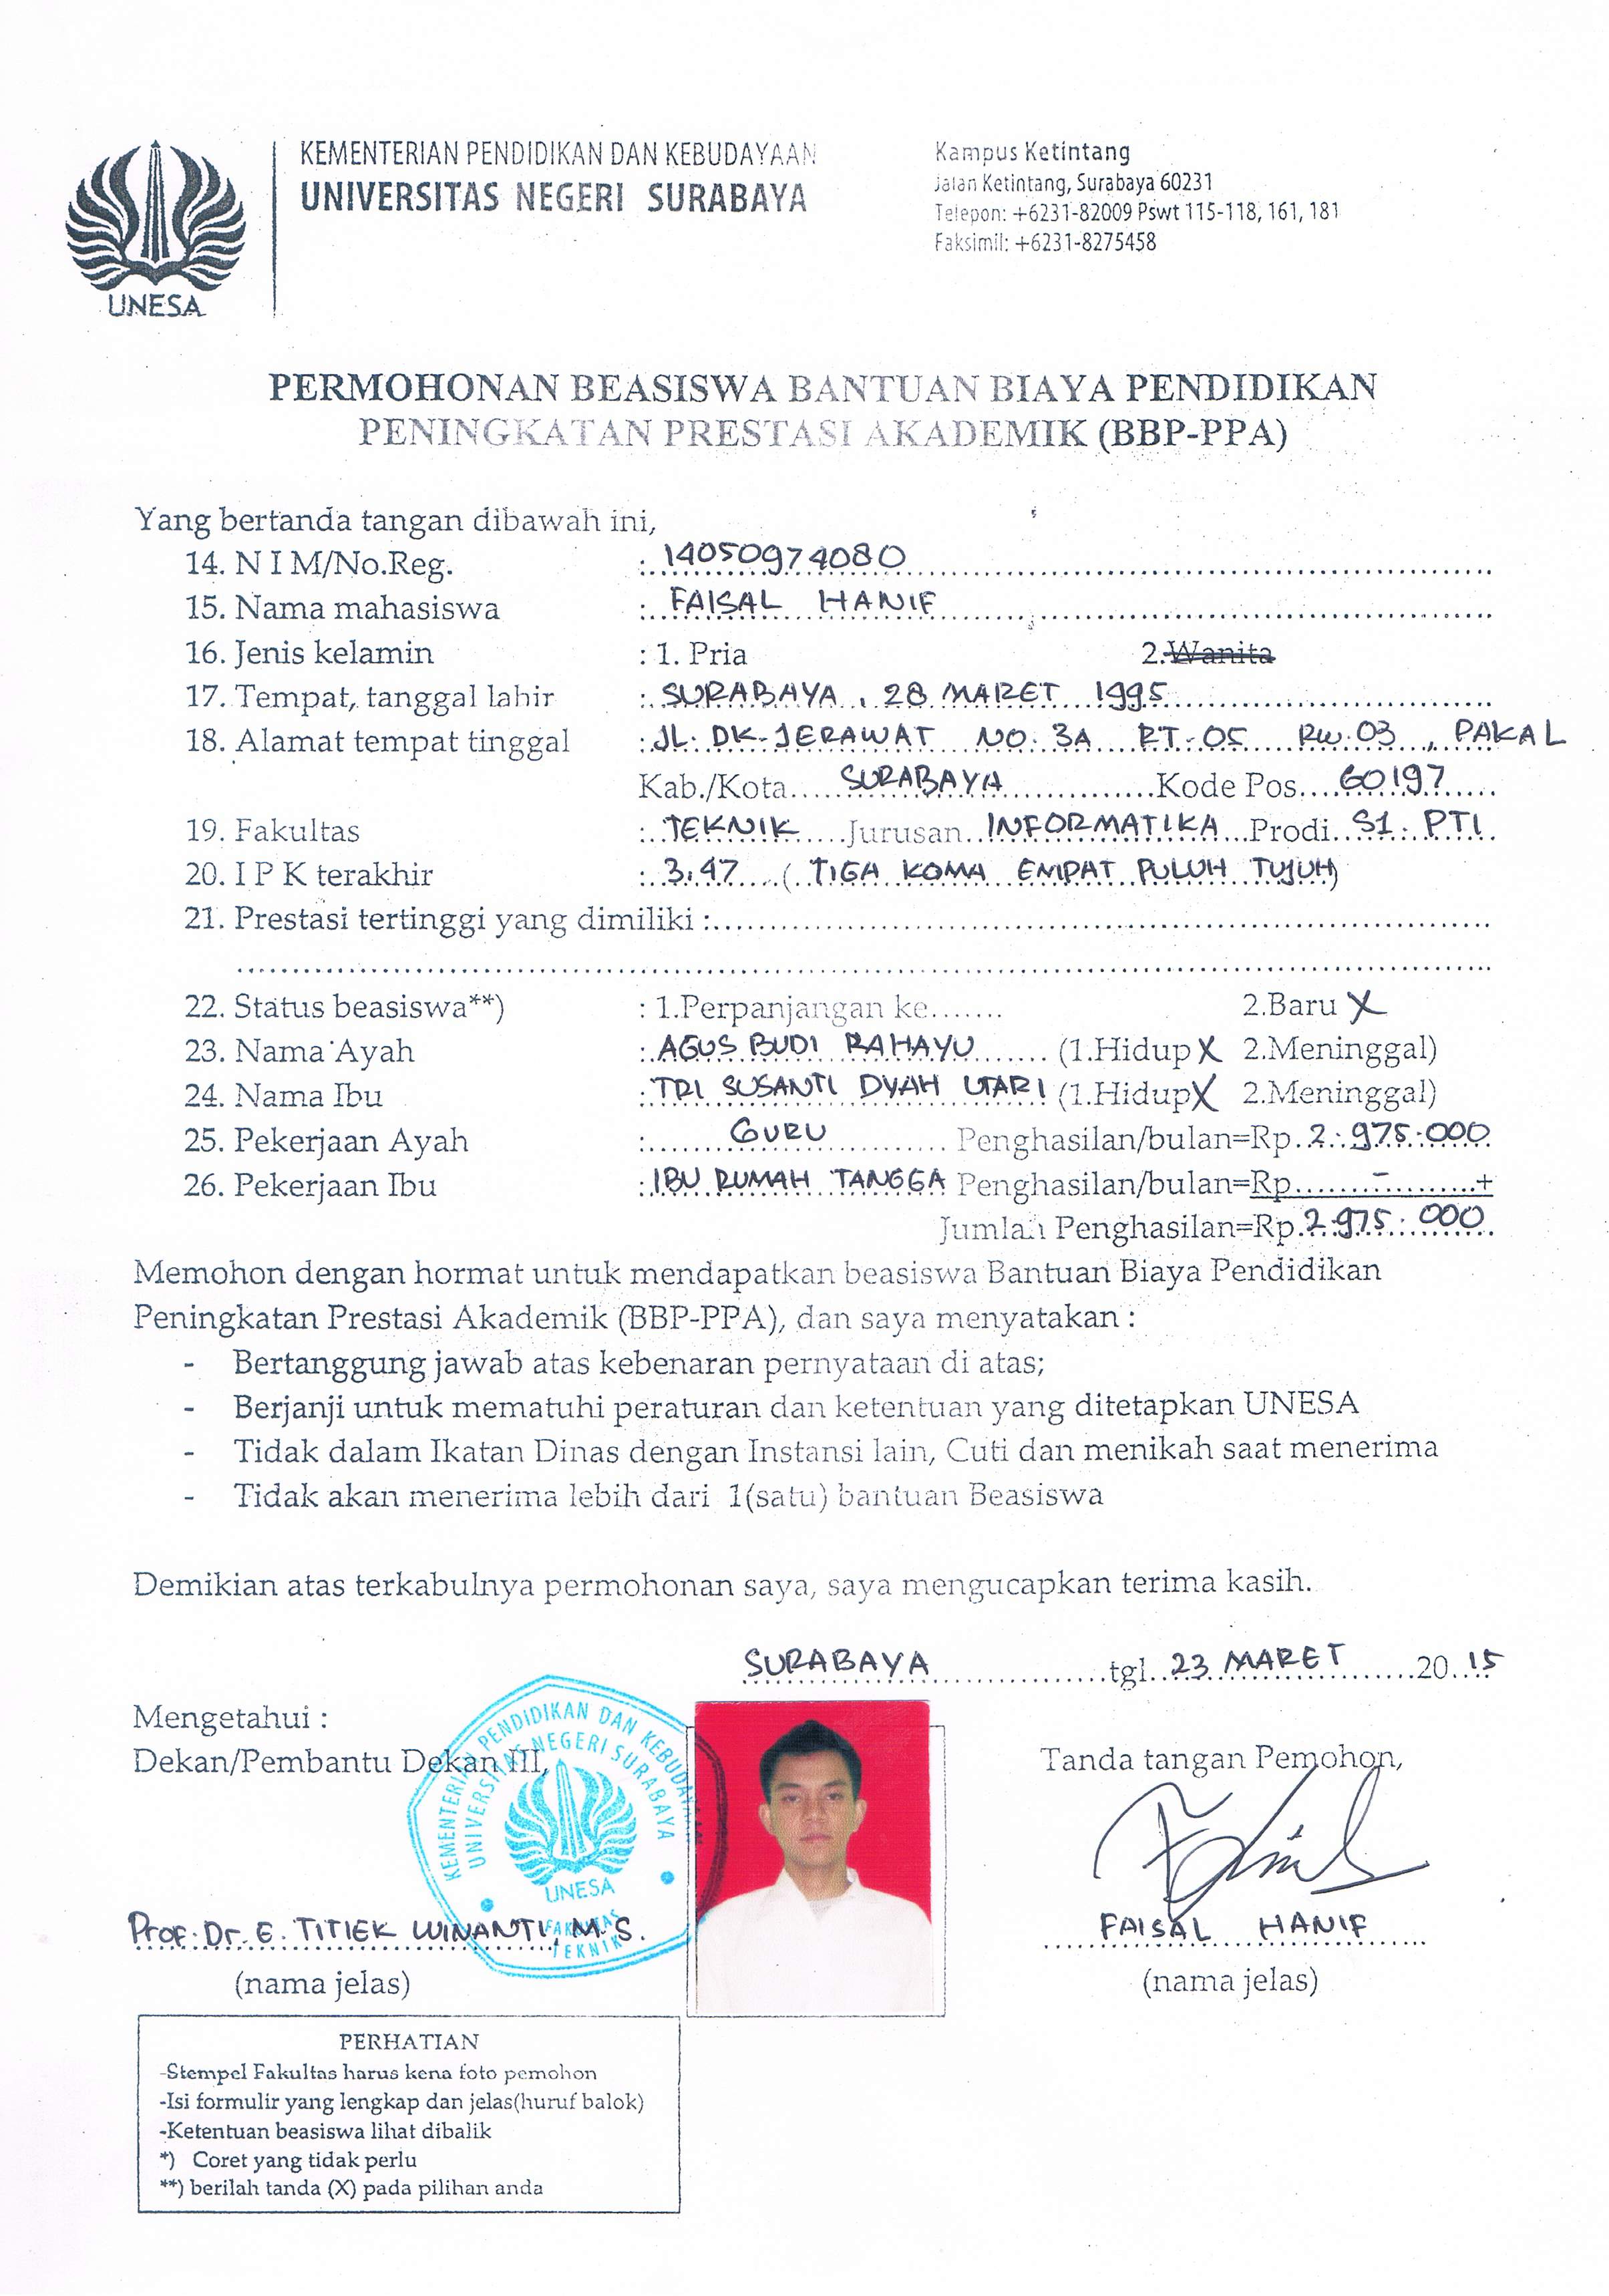 KEMENTERIAN PENDIDIKAN DAN KEBUDAYAAN
UNIVERSITAS NEGERI SURABAYA
UNESA
Kampus Ketintang
Jalan Ketintang, Surabaya 60231
Telepon: +6231-82009 Pswt 115-118, 161, 181
Faksimil: +6231-8275458
PERMOHONAN BEASISWA BANTUAN BIAYA PENDIDIKAN
PENINGKATAN PRESTASI AKADEMIK (BBP-PPA)
Yang bertanda tangan dibawah ini,
14. N I M/No.Reg. : 14050974080
15. Nama mahasiswa : FAISAL HANIF
16. Jenis kelamin : 1. Pria 2. Wanita
17. Tempat, tanggal lahir : SURABAYA, 28 MARET 1995
18. Alamat tempat tinggal : JL. DK. JERAWAT NO. 3A RT. 05 RW. 03, PAKAL
Kab./Kota SURABAYA Kode Pos 60197
19. Fakultas : TEKNIK Jurusan INFORMATIKA Prodi S1. PTI
20. I P K terakhir : 3.47 (TIGA KOMA EMPAT PULUH TUJUH)
21. Prestasi tertinggi yang dimiliki :
22. Status beasiswa**) : 1.Perpanjangan ke....... 2.Baru X
23. Nama Ayah : AGUS BUDI RAHAYU (1.Hidup X 2.Meninggal)
24. Nama Ibu : TRI SUSANTI DYAH UTARI (1.Hidup X 2.Meninggal)
25. Pekerjaan Ayah : GURU Penghasilan/bulan=Rp. 2.975.000
26. Pekerjaan Ibu : IBU RUMAH TANGGA Penghasilan/bulan=Rp - +
Jumlah Penghasilan=Rp. 2.975.000
Memohon dengan hormat untuk mendapatkan beasiswa Bantuan Biaya Pendidikan
Peningkatan Prestasi Akademik (BBP-PPA), dan saya menyatakan :
- Bertanggung jawab atas kebenaran pernyataan di atas;
- Berjanji untuk mematuhi peraturan dan ketentuan yang ditetapkan UNESA
- Tidak dalam Ikatan Dinas dengan Instansi lain, Cuti dan menikah saat menerima
- Tidak akan menerima lebih dari 1(satu) bantuan Beasiswa
Demikian atas terkabulnya permohonan saya, saya mengucapkan terima kasih.
SURABAYA tgl. 23 MARET 2015
Mengetahui :
Dekan/Pembantu Dekan III,
Tanda tangan Pemohon,
KEMENTERIAN PENDIDIKAN DAN KEBUDAYAAN
UNIVERSITAS NEGERI SURABAYA
UNESA
FAKULTAS
TEKNIK
Prof. Dr. E. TITIEK WINANTI, M.S.
FAISAL HANIF
(nama jelas)
(nama jelas)
PERHATIAN
-Stempel Fakultas harus kena foto pemohon
-Isi formulir yang lengkap dan jelas(huruf balok)
-Ketentuan beasiswa lihat dibalik
*) Coret yang tidak perlu
**) berilah tanda (X) pada pilihan anda